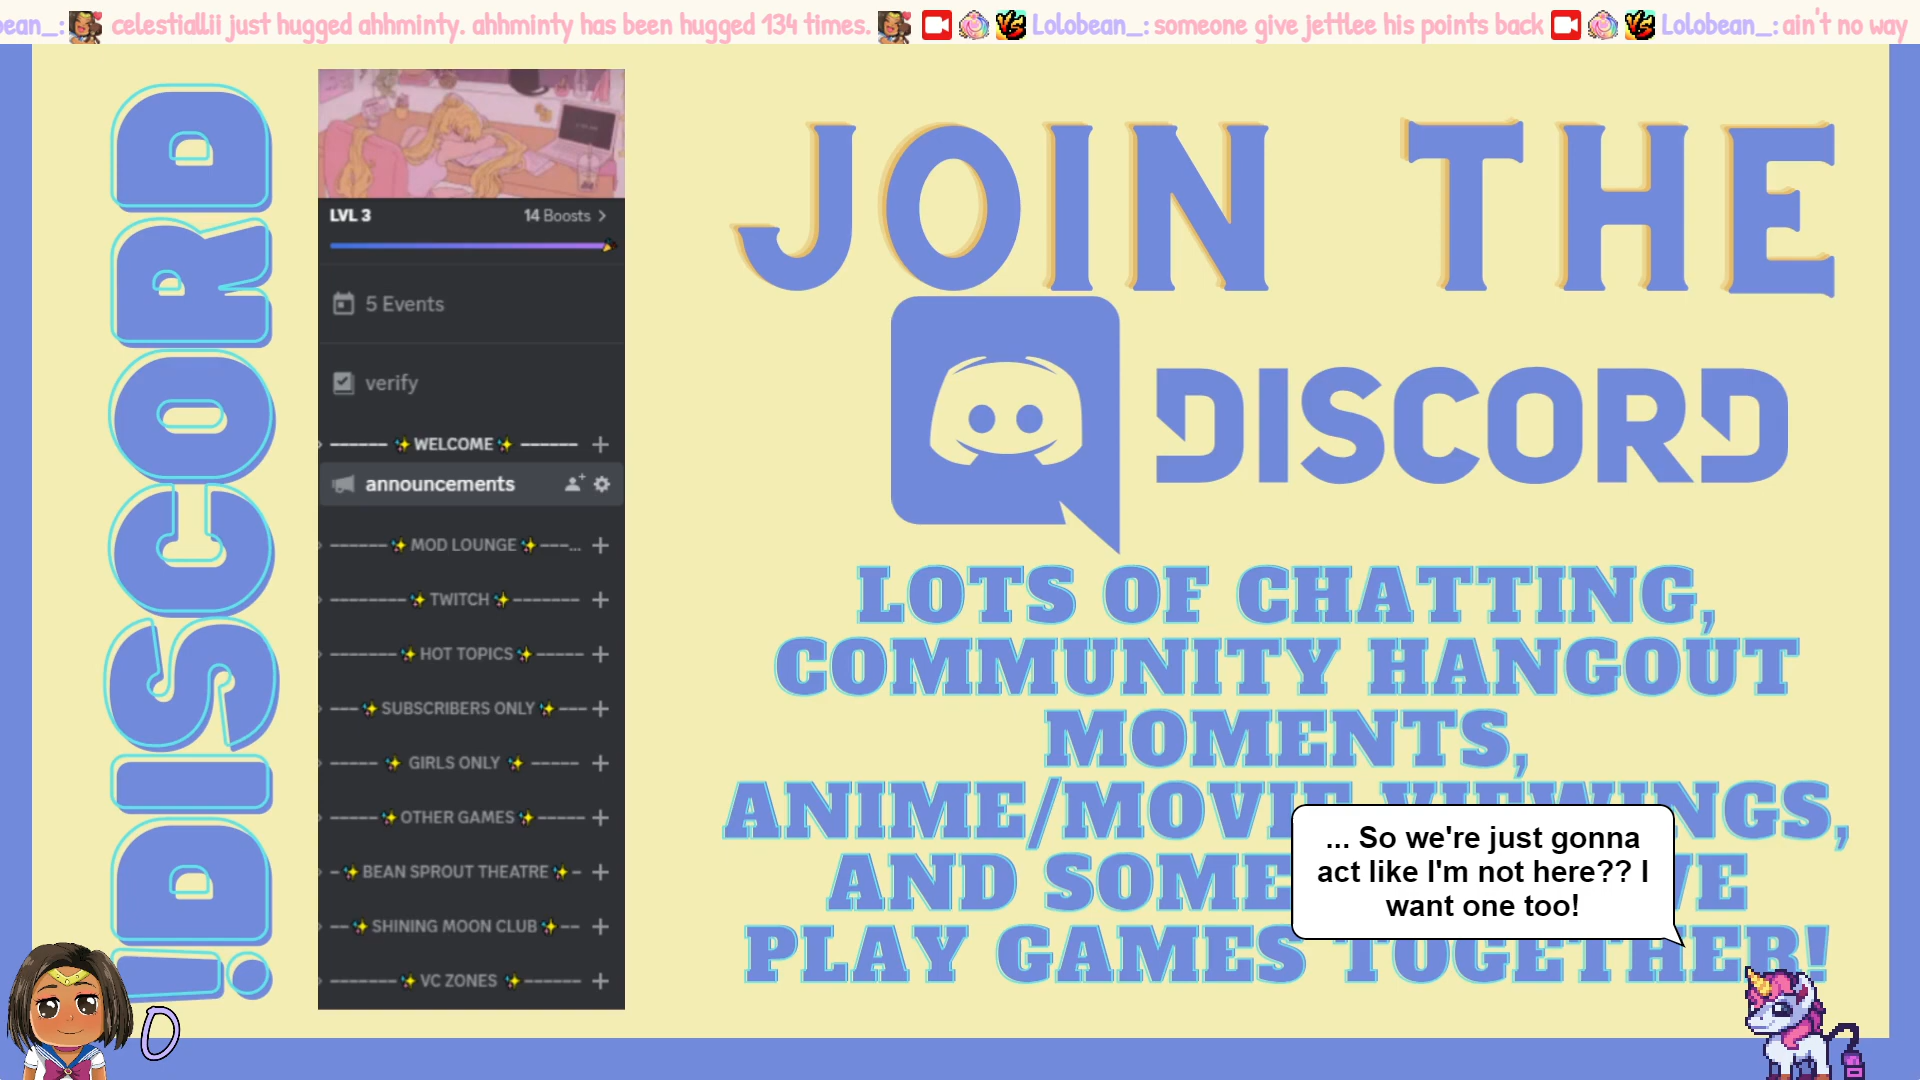 ean_: celestiallii just hugged ahhminty. ahhminty has been hugged 134 times. Lolobean_: someone give jettlee his points back Lolobean_: ain't no way
!DISCORD
LVL 3 14 Boosts
5 Events
verify
------ ✨ WELCOME ✨ ------ +
announcements
------ ✨ MOD LOUNGE ✨ ---... +
-------- ✨ TWITCH ✨ ------- +
------- ✨ HOT TOPICS ✨ ----- +
--- ✨ SUBSCRIBERS ONLY ✨ --- +
----- ✨ GIRLS ONLY ✨ ----- +
----- ✨ OTHER GAMES ✨ ----- +
- ✨ BEAN SPROUT THEATRE ✨ - +
-- ✨ SHINING MOON CLUB ✨ -- +
------- ✨ VC ZONES ✨ ------ +
JOIN THE
DISCORD
LOTS OF CHATTING,
COMMUNITY HANGOUT
MOMENTS,
ANIME/MOVIE VIEWINGS,
AND SOME
PLAY GAMES TOGETHER!
... So we're just gonna
act like I'm not here?? I
want one too!
0